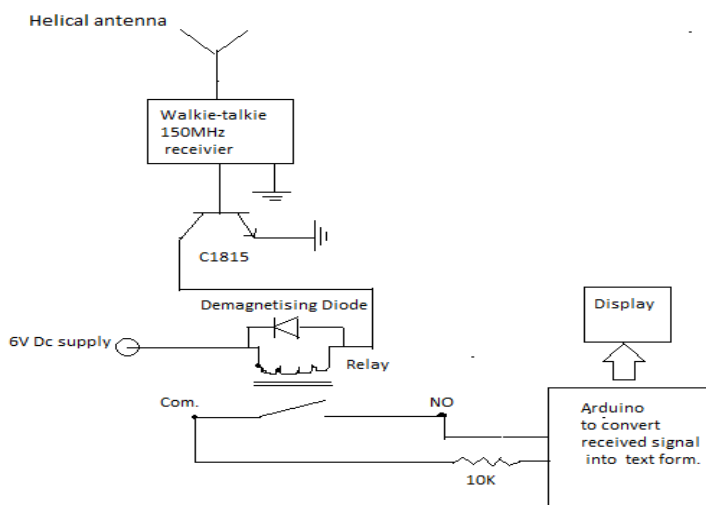 Helical antenna
Walkie-talkie
150MHz
receivier
C1815
Demagnetising Diode
6V Dc supply
Relay
Display
Com.
NO
10K
Arduino
to convert
received signal
into text form.